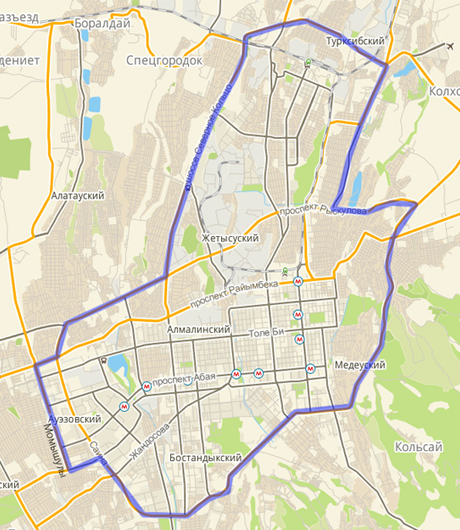 азъезд
Боралдай
Турксибский
дениет
Спецгородок
Колхо
шоссе Северное Кольцо
Алатауский
проспект Рыскулова
Жетысуский
проспект Райымбека
Алмалинский
Толе Би
М
М
М
Медеуский
М
проспект Абая
М
М
М
М
М
Ауэзовский
Момышулы
Саина
Жандосова
Бостандыкский
Кольсай
ский